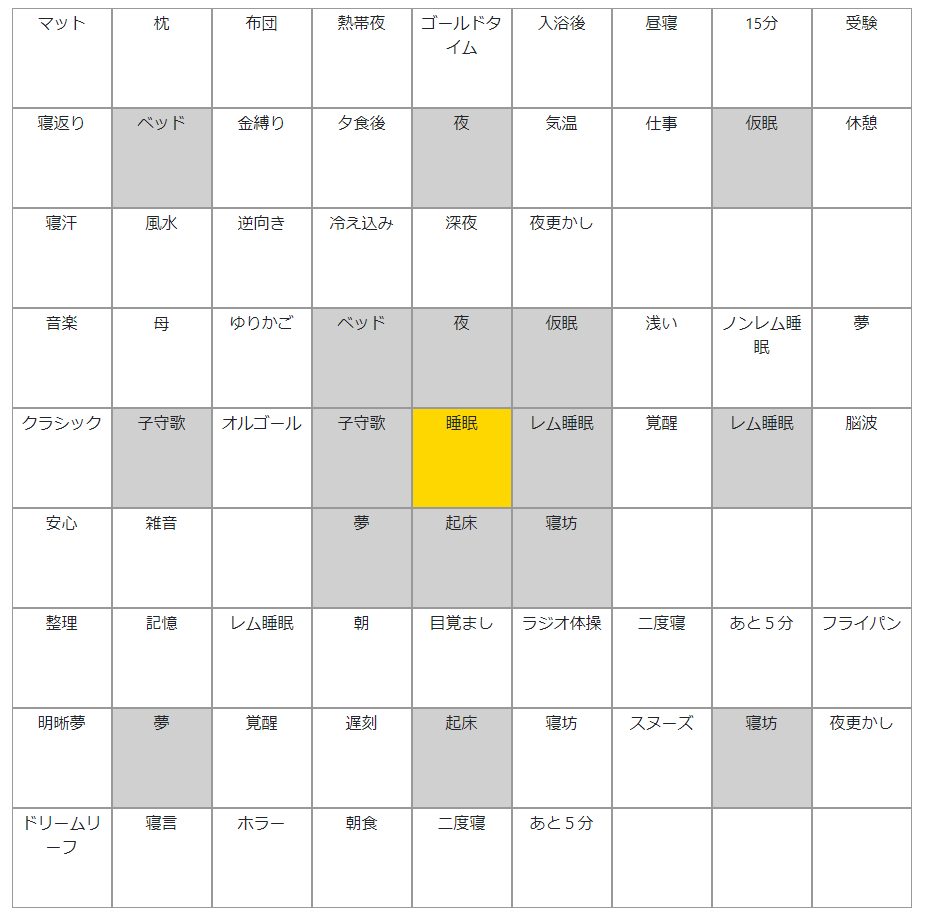 マット 枕 布団 熱帯夜 ゴールドタ 入浴後 昼寝 15分 受験
イム
寝返り ベッド 金縛り 夕食後 夜 気温 仕事 仮眠 休憩
寝汗 風水 逆向き 冷え込み 深夜 夜更かし
音楽 母 ゆりかご ベッド 夜 仮眠 浅い ノンレム睡 夢
眠
クラシック 子守歌 オルゴール 子守歌 睡眠 レム睡眠 覚醒 レム睡眠 脳波
安心 雑音 夢 起床 寝坊
整理 記憶 レム睡眠 朝 目覚まし ラジオ体操 二度寝 あと５分 フライパン
明晰夢 夢 覚醒 遅刻 起床 寝坊 スヌーズ 寝坊 夜更かし
ドリームリ 寝言 ホラー 朝食 二度寝 あと５分
ーフ